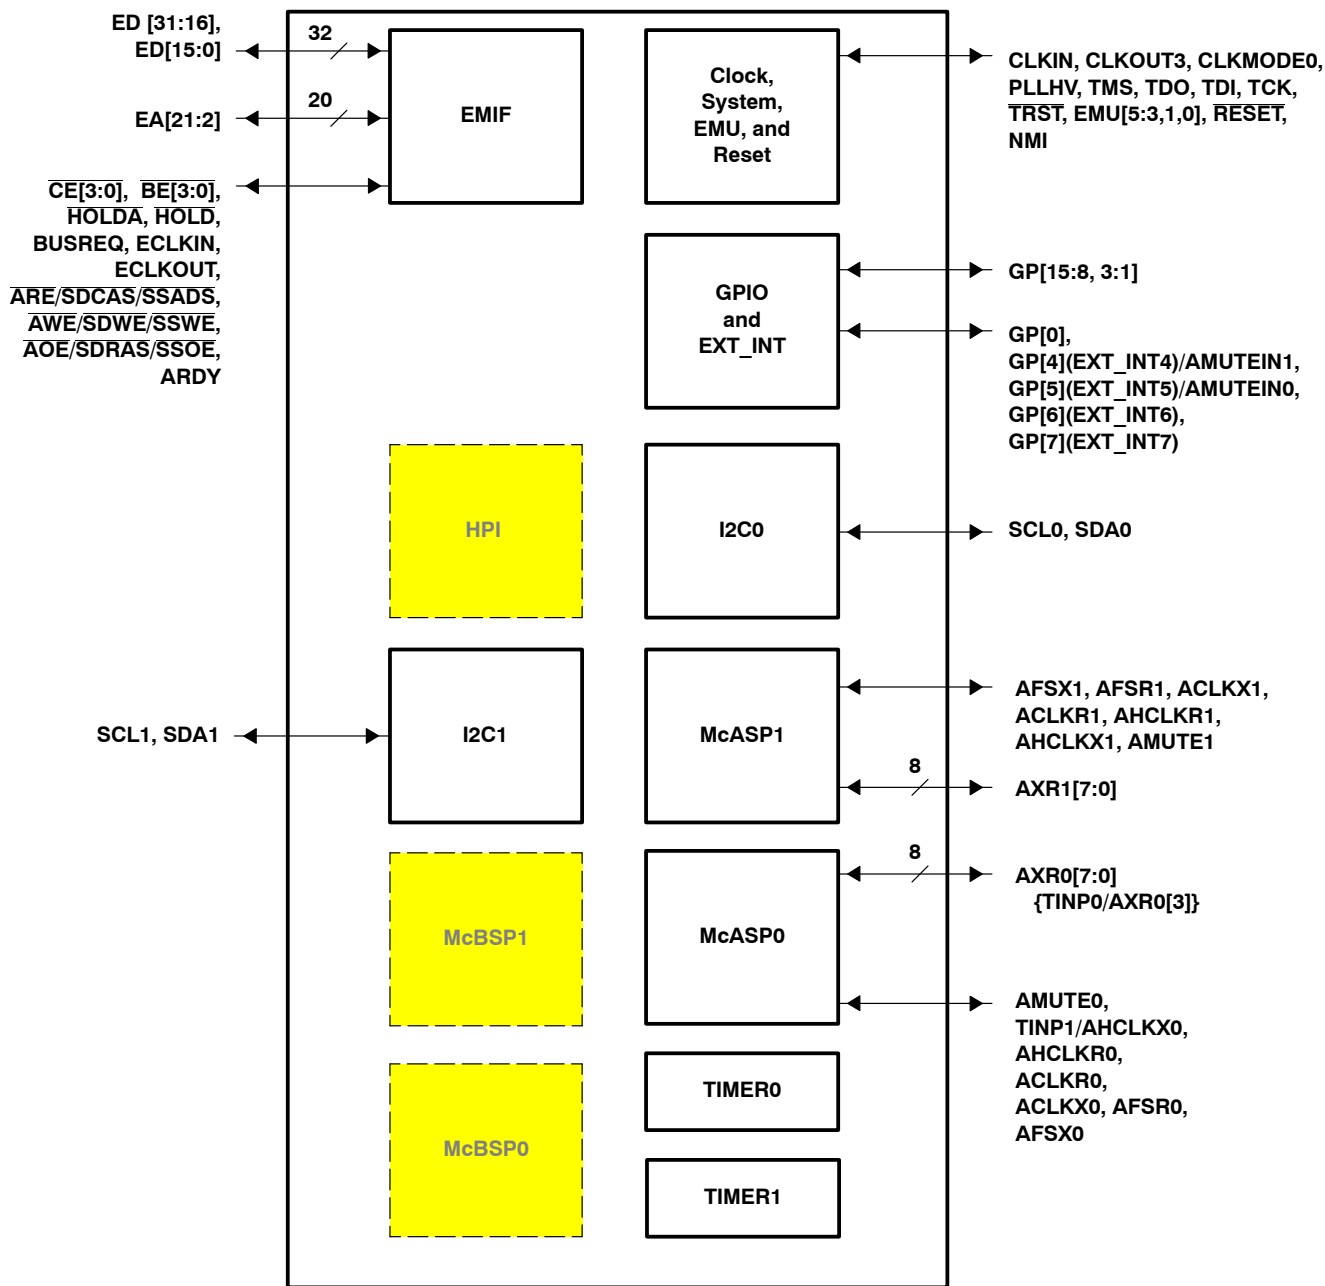 ED [31:16],
ED[15:0]
32
EA[21:2]
20
CE[3:0], BE[3:0],
HOLDA, HOLD,
BUSREQ, ECLKIN,
ECLKOUT,
ARE/SDCAS/SSADS,
AWE/SDWE/SSWE,
AOE/SDRAS/SSOE,
ARDY
EMIF
Clock,
System,
EMU, and
Reset
CLKIN, CLKOUT3, CLKMODE0,
PLLHV, TMS, TDO, TDI, TCK,
TRST, EMU[5:3,1,0], RESET,
NMI
GPIO
and
EXT_INT
GP[15:8, 3:1]
GP[0],
GP[4](EXT_INT4)/AMUTEIN1,
GP[5](EXT_INT5)/AMUTEIN0,
GP[6](EXT_INT6),
GP[7](EXT_INT7)
HPI
I2C0
SCL0, SDA0
SCL1, SDA1
I2C1
McASP1
AFSX1, AFSR1, ACLKX1,
ACLKR1, AHCLKR1,
AHCLKX1, AMUTE1
8
AXR1[7:0]
McBSP1
McASP0
8
AXR0[7:0]
{TINP0/AXR0[3]}
AMUTE0,
TINP1/AHCLKX0,
AHCLKR0,
ACLKR0,
ACLKX0, AFSR0,
AFSX0
McBSP0
TIMER0
TIMER1